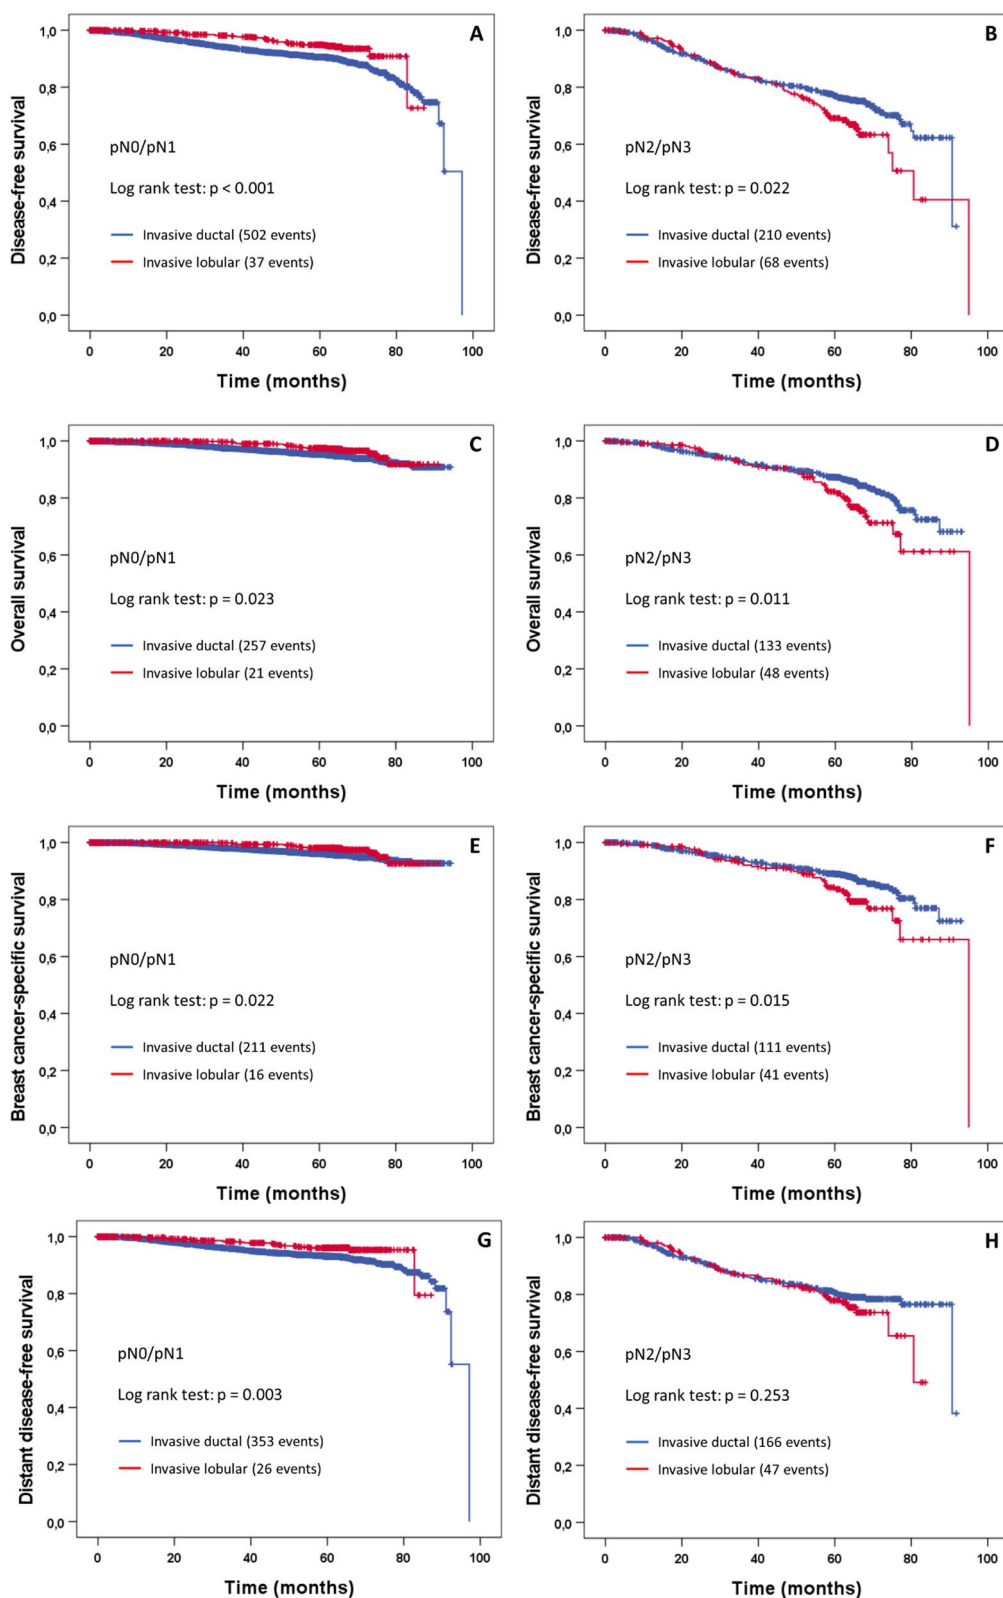 A
Disease-free survival
1,0
0,8
0,6
0,4
0,2
0,0
pN0/pN1
Log rank test: p < 0.001
Invasive ductal (502 events)
Invasive lobular (37 events)
0 20 40 60 80 100
Time (months)
B
Disease-free survival
1,0
0,8
0,6
0,4
0,2
0,0
pN2/pN3
Log rank test: p = 0.022
Invasive ductal (210 events)
Invasive lobular (68 events)
0 20 40 60 80 100
Time (months)
C
Overall survival
1,0
0,8
0,6
0,4
0,2
0,0
pN0/pN1
Log rank test: p = 0.023
Invasive ductal (257 events)
Invasive lobular (21 events)
0 20 40 60 80 100
Time (months)
D
Overall survival
1,0
0,8
0,6
0,4
0,2
0,0
pN2/pN3
Log rank test: p = 0.011
Invasive ductal (133 events)
Invasive lobular (48 events)
0 20 40 60 80 100
Time (months)
E
Breast cancer-specific survival
1,0
0,8
0,6
0,4
0,2
0,0
pN0/pN1
Log rank test: p = 0.022
Invasive ductal (211 events)
Invasive lobular (16 events)
0 20 40 60 80 100
Time (months)
F
Breast cancer-specific survival
1,0
0,8
0,6
0,4
0,2
0,0
pN2/pN3
Log rank test: p = 0.015
Invasive ductal (111 events)
Invasive lobular (41 events)
0 20 40 60 80 100
Time (months)
G
Distant disease-free survival
1,0
0,8
0,6
0,4
0,2
0,0
pN0/pN1
Log rank test: p = 0.003
Invasive ductal (353 events)
Invasive lobular (26 events)
0 20 40 60 80 100
Time (months)
H
Distant disease-free survival
1,0
0,8
0,6
0,4
0,2
0,0
pN2/pN3
Log rank test: p = 0.253
Invasive ductal (166 events)
Invasive lobular (47 events)
0 20 40 60 80 100
Time (months)